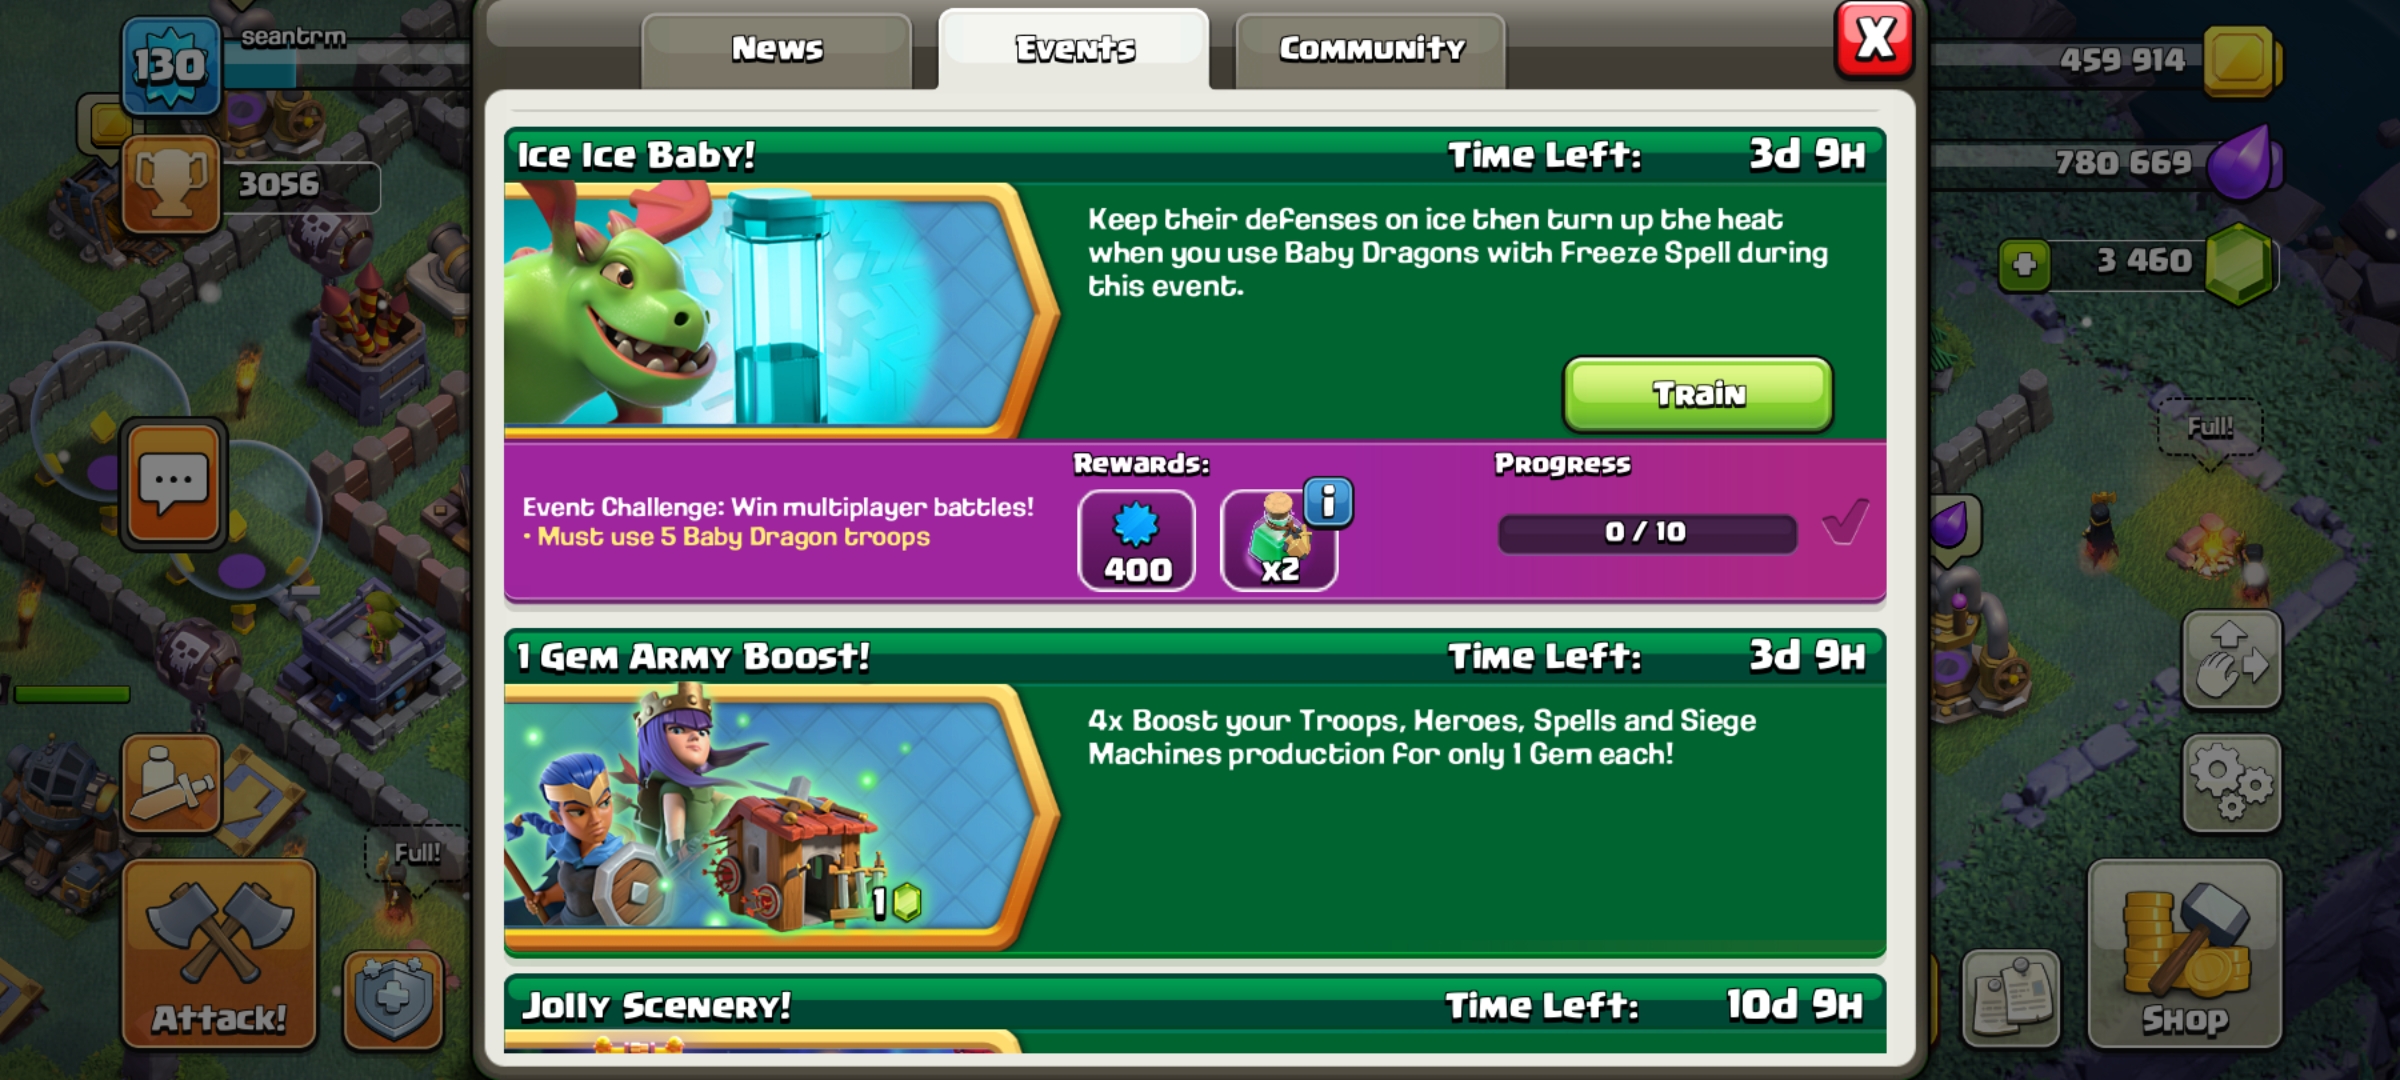 130
seantrm
3056
News
Events
Community
X
459 914
780 669
3 460
Ice Ice Baby!
Time Left:
3d 9H
Keep their defenses on ice then turn up the heat
when you use Baby Dragons with Freeze Spell during
this event.
Train
Event Challenge: Win multiplayer battles!
• Must use 5 Baby Dragon troops
Rewards:
400
x2
i
Progress
0 / 10
1 Gem Army Boost!
Time Left:
3d 9H
4x Boost your Troops, Heroes, Spells and Siege
Machines production for only 1 Gem each!
1
Jolly Scenery!
Time Left:
10d 9H
Full!
Full!
Attack!
Shop